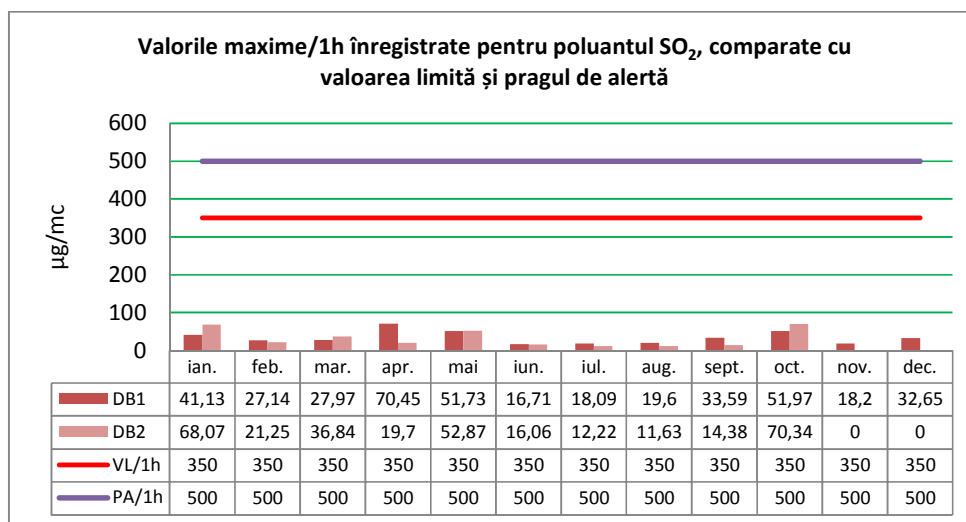 Valorile maxime/1h înregistrate pentru poluantul SO₂, comparate cu
valoarea limită și pragul de alertă
600
500
400
300
200
100
0
µg/mc
ian. feb. mar. apr. mai iun. iul. aug. sept. oct. nov. dec.
DB1 41,13 27,14 27,97 70,45 51,73 16,71 18,09 19,6 33,59 51,97 18,2 32,65
DB2 68,07 21,25 36,84 19,7 52,87 16,06 12,22 11,63 14,38 70,34 0 0
VL/1h 350 350 350 350 350 350 350 350 350 350 350 350
PA/1h 500 500 500 500 500 500 500 500 500 500 500 500